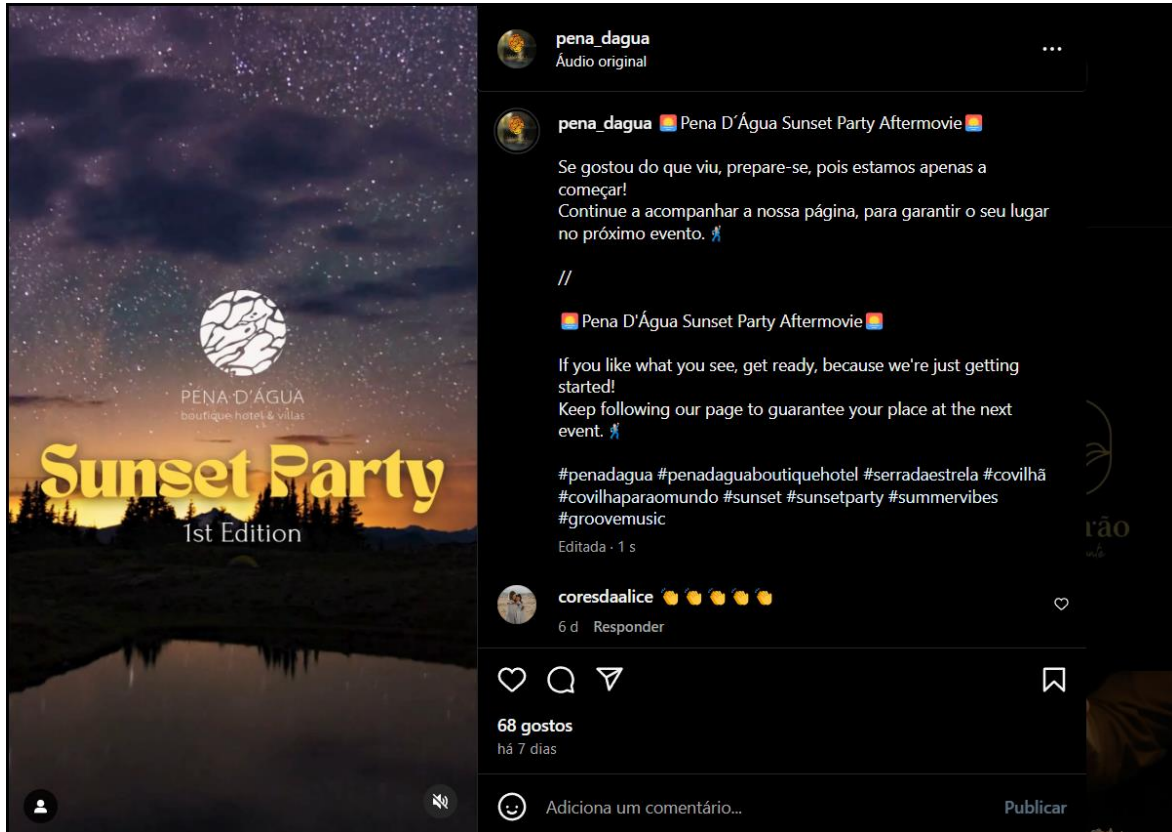 PENA D'ÁGUA
boutique hotel & villas
Sunset Party
1st Edition
pena_dagua
Áudio original
pena_dagua 🌅 Pena D´Água Sunset Party Aftermovie 🌅
Se gostou do que viu, prepare-se, pois estamos apenas a
começar!
Continue a acompanhar a nossa página, para garantir o seu lugar
no próximo evento. 🕺
//
🌅 Pena D'Água Sunset Party Aftermovie 🌅
If you like what you see, get ready, because we're just getting
started!
Keep following our page to guarantee your place at the next
event. 🕺
#penadagua #penadaguaboutiquehotel #serradaestrela #covilhã
#covilhaparaomundo #sunset #sunsetparty #summervibes
#groovemusic
Editada · 1 s
coresdaalice 👏 👏 👏 👏 👏
6 d Responder
68 gostos
há 7 dias
Adiciona um comentário... Publicar